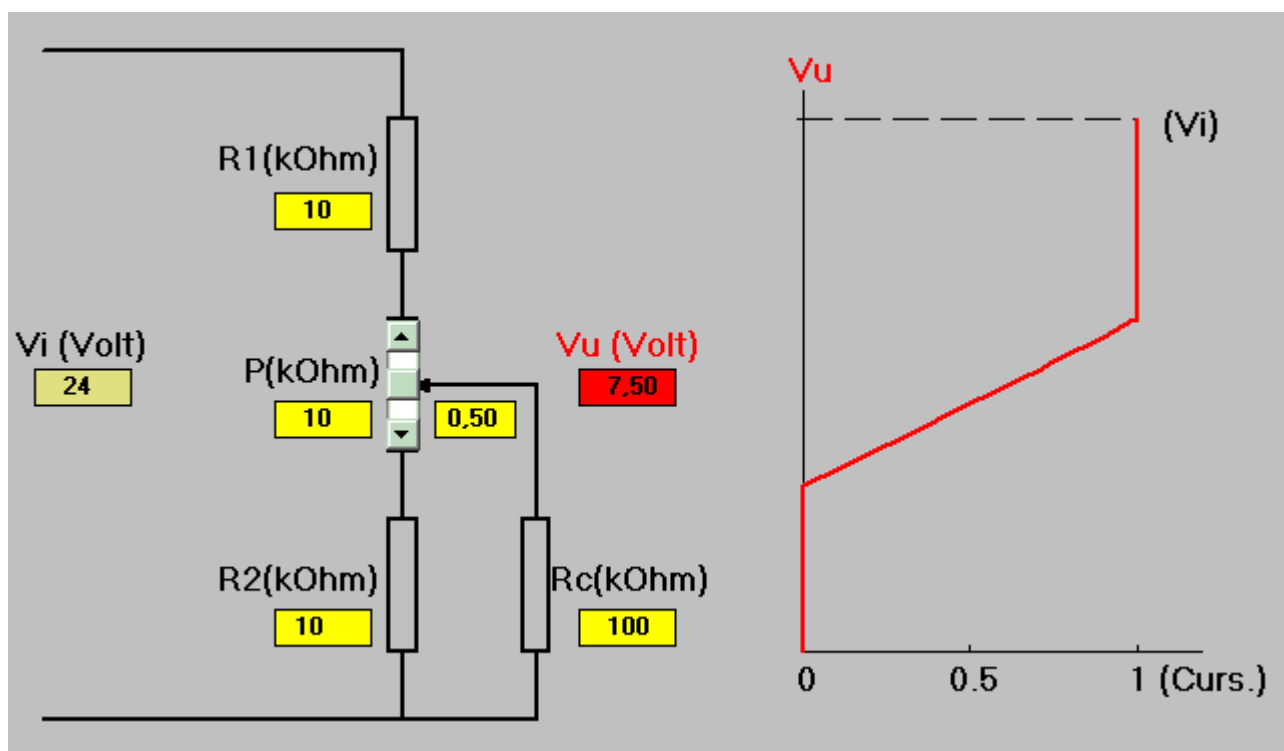 R1(kOhm)
10
Vi (Volt)
24
P(kOhm)
10
0,50
Vu (Volt)
7,50
R2(kOhm)
10
Rc(kOhm)
100
Vu
(Vi)
0
0.5
1 (Curs.)